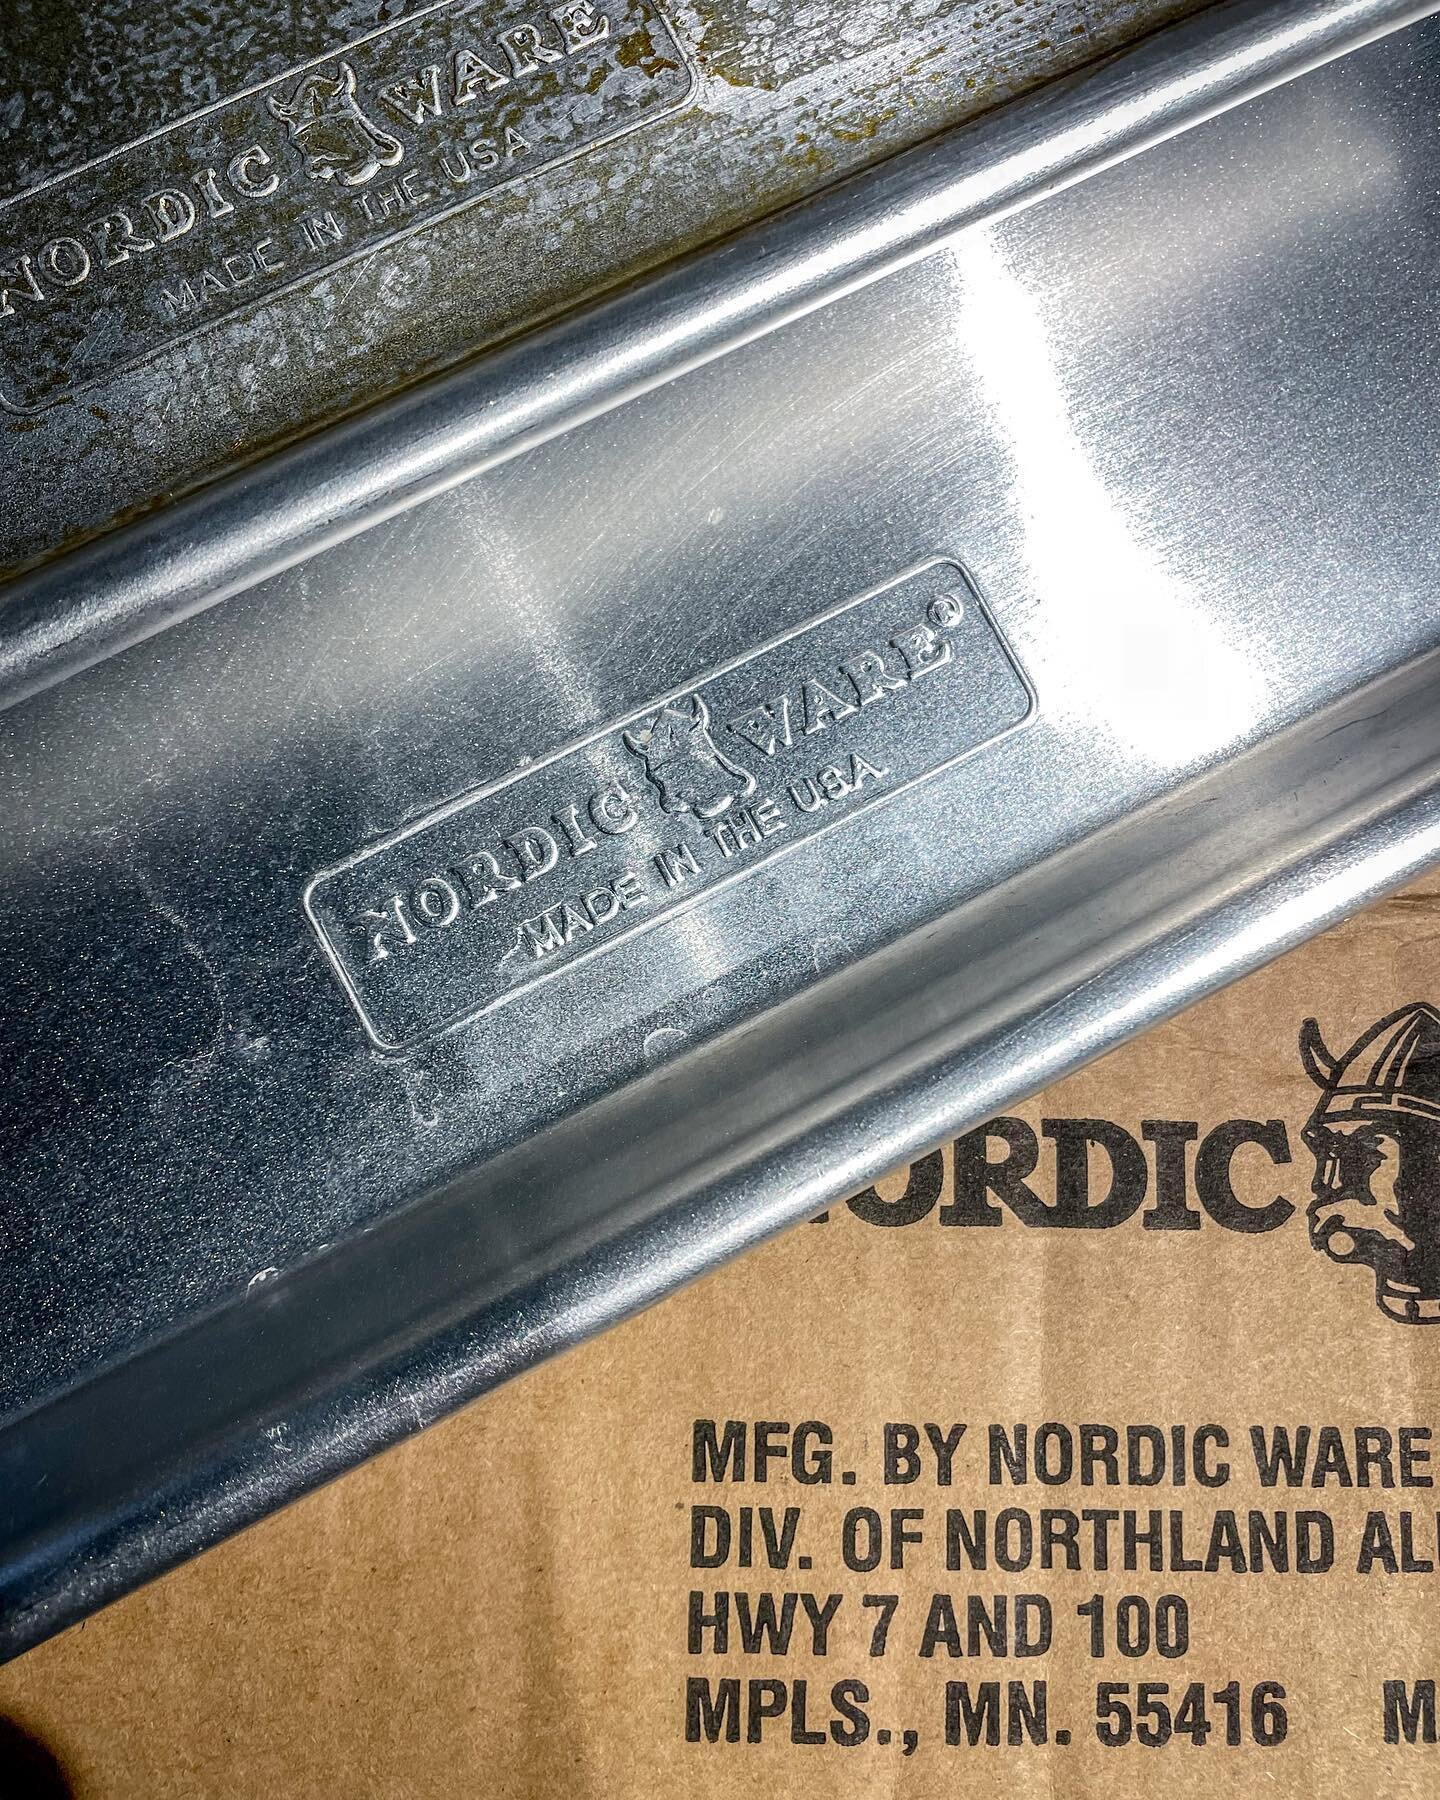 NORDIC WARE
MADE IN THE USA
NORDIC WARE®
MADE IN THE USA
NORDIC
MFG. BY NORDIC WARE
DIV. OF NORTHLAND
HWY 7 AND 100
MPLS., MN. 55416